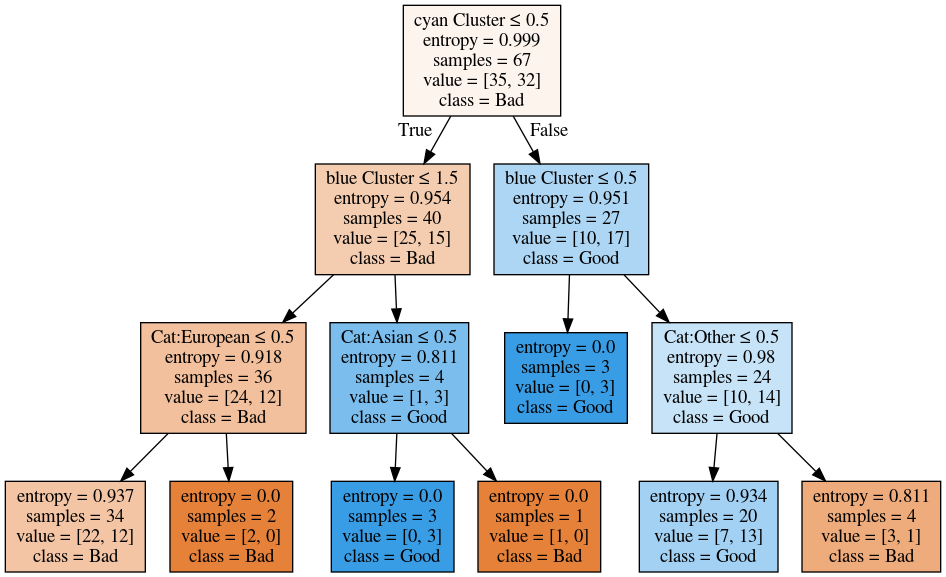 cyan Cluster ≤ 0.5
entropy = 0.999
samples = 67
value = [35, 32]
class = Bad
True
False
blue Cluster ≤ 1.5
entropy = 0.954
samples = 40
value = [25, 15]
class = Bad
blue Cluster ≤ 0.5
entropy = 0.951
samples = 27
value = [10, 17]
class = Good
Cat:European ≤ 0.5
entropy = 0.918
samples = 36
value = [24, 12]
class = Bad
Cat:Asian ≤ 0.5
entropy = 0.811
samples = 4
value = [1, 3]
class = Good
entropy = 0.0
samples = 3
value = [0, 3]
class = Good
Cat:Other ≤ 0.5
entropy = 0.98
samples = 24
value = [10, 14]
class = Good
entropy = 0.937
samples = 34
value = [22, 12]
class = Bad
entropy = 0.0
samples = 2
value = [2, 0]
class = Bad
entropy = 0.0
samples = 3
value = [0, 3]
class = Good
entropy = 0.0
samples = 1
value = [1, 0]
class = Bad
entropy = 0.934
samples = 20
value = [7, 13]
class = Good
entropy = 0.811
samples = 4
value = [3, 1]
class = Bad